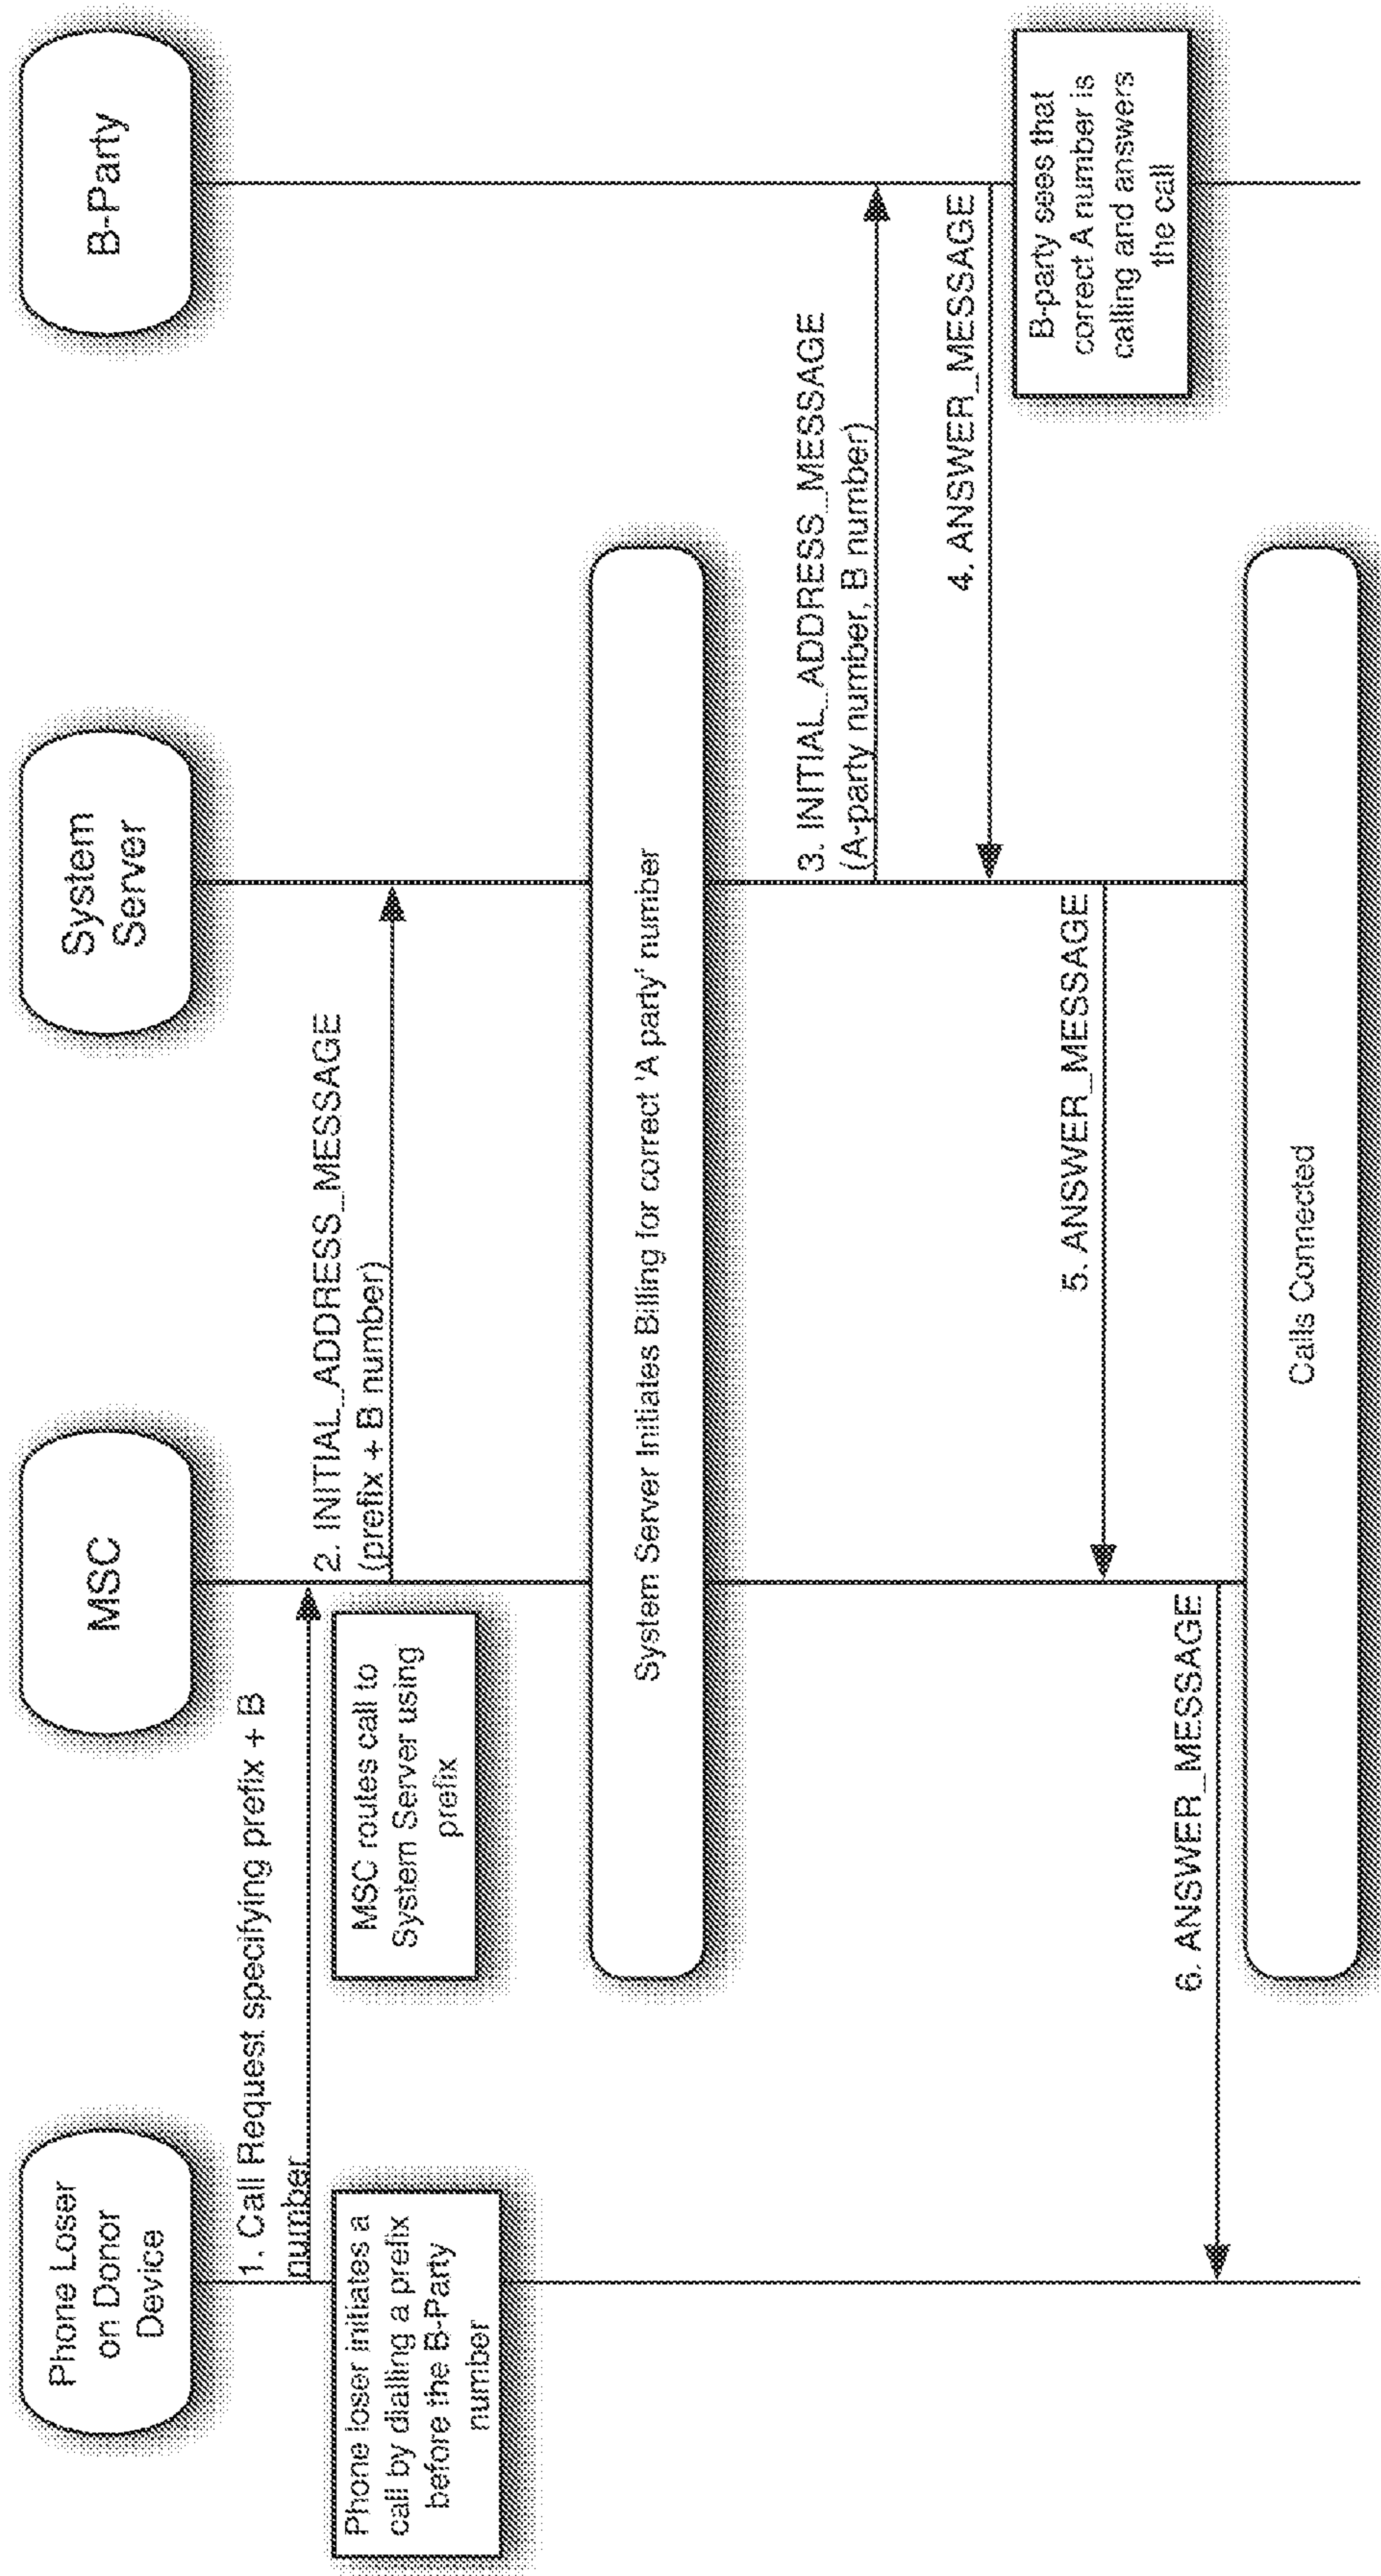 Phone Loser
on Donor
Device
MSC
System
Server
B-Party
1. Call Request specifying prefix + B
number
Phone loser initiates a
call by dialling a prefix
before the B-Party
number
MSC routes call to
System Server using
prefix
2. INITIAL_ADDRESS_MESSAGE
(prefix + B number)
System Server Initiates Billing for correct 'A party' number
3. INITIAL_ADDRESS_MESSAGE
(A-party number, B number)
4. ANSWER_MESSAGE
B-party sees that
correct A number is
calling and answers
the call
5. ANSWER_MESSAGE
6. ANSWER_MESSAGE
Calls Connected